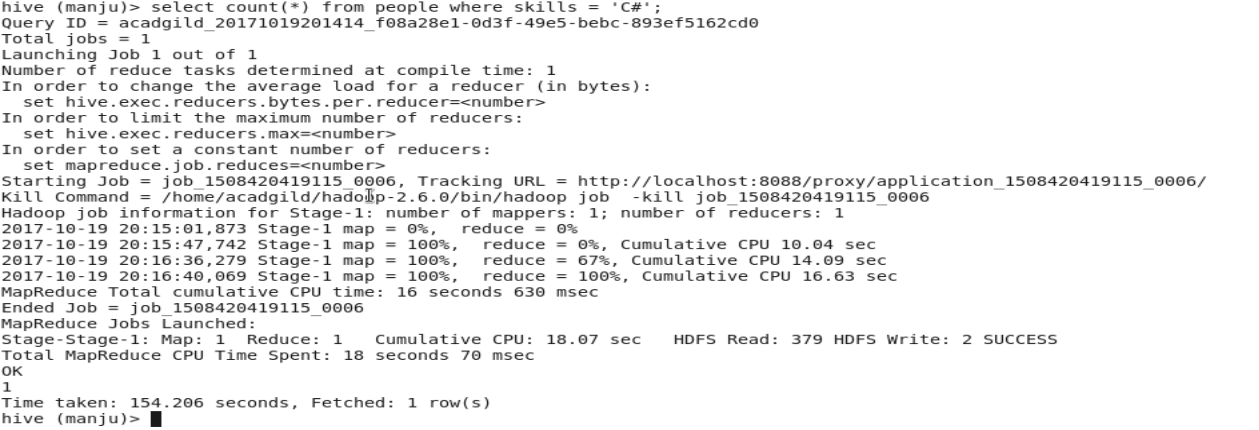 hive (manju)> select count(*) from people where skills = 'C#';
Query ID = acadgild_20171019201414_f08a28e1-0d3f-49e5-bebc-893ef5162cd0
Total jobs = 1
Launching Job 1 out of 1
Number of reduce tasks determined at compile time: 1
In order to change the average load for a reducer (in bytes):
  set hive.exec.reducers.bytes.per.reducer=<number>
In order to limit the maximum number of reducers:
  set hive.exec.reducers.max=<number>
In order to set a constant number of reducers:
  set mapreduce.job.reduces=<number>
Starting Job = job_1508420419115_0006, Tracking URL = http://localhost:8088/proxy/application_1508420419115_0006/
Kill Command = /home/acadgild/hadoop-2.6.0/bin/hadoop job  -kill job_1508420419115_0006
Hadoop job information for Stage-1: number of mappers: 1; number of reducers: 1
2017-10-19 20:15:01,873 Stage-1 map = 0%,  reduce = 0%
2017-10-19 20:15:47,742 Stage-1 map = 100%,  reduce = 0%, Cumulative CPU 10.04 sec
2017-10-19 20:16:36,279 Stage-1 map = 100%,  reduce = 67%, Cumulative CPU 14.09 sec
2017-10-19 20:16:40,069 Stage-1 map = 100%,  reduce = 100%, Cumulative CPU 16.63 sec
MapReduce Total cumulative CPU time: 16 seconds 630 msec
Ended Job = job_1508420419115_0006
MapReduce Jobs Launched:
Stage-Stage-1: Map: 1  Reduce: 1   Cumulative CPU: 18.07 sec   HDFS Read: 379 HDFS Write: 2 SUCCESS
Total MapReduce CPU Time Spent: 18 seconds 70 msec
OK
1
Time taken: 154.206 seconds, Fetched: 1 row(s)
hive (manju)>